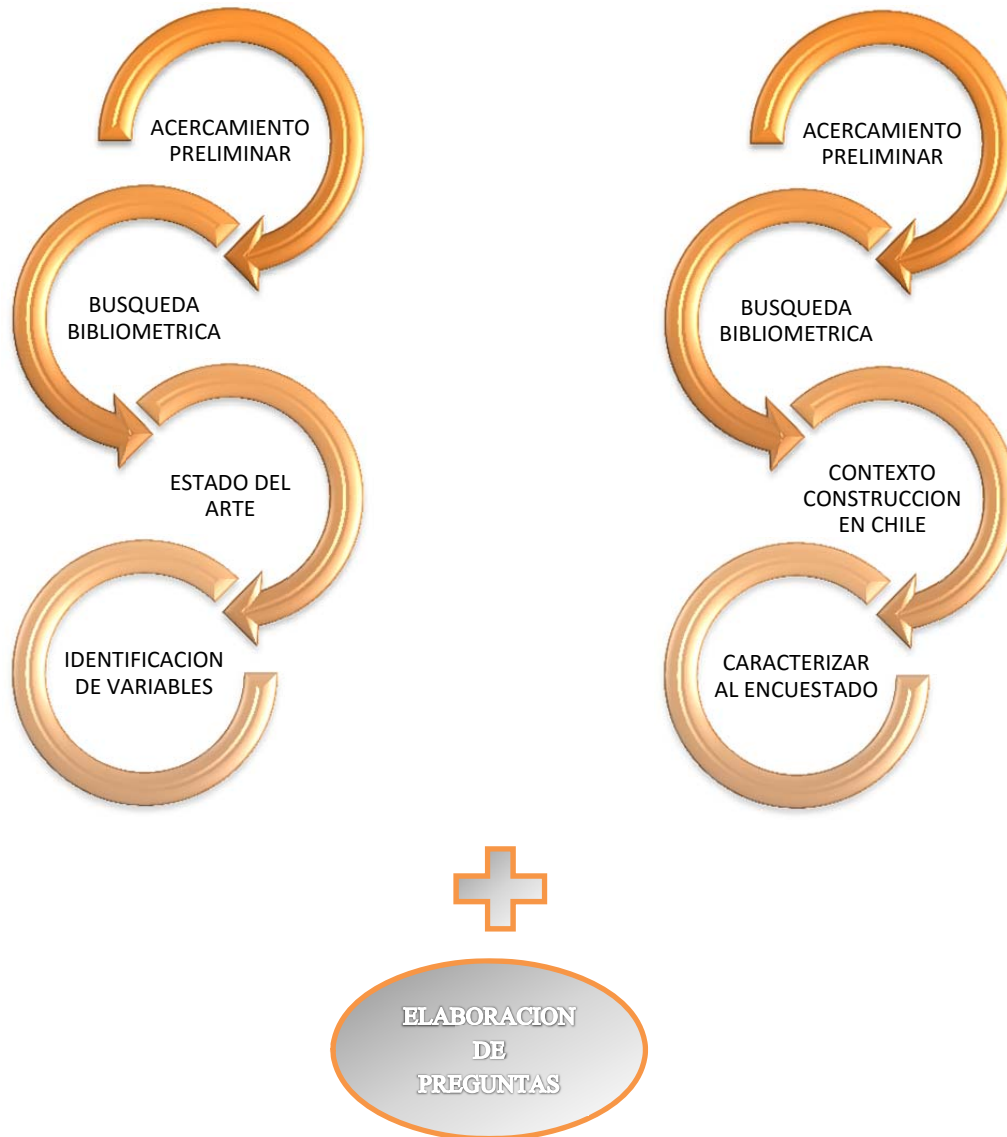 ACERCAMIENTO
PRELIMINAR
BUSQUEDA
BIBLIOMETRICA
ESTADO DEL
ARTE
IDENTIFICACION
DE VARIABLES
ACERCAMIENTO
PRELIMINAR
BUSQUEDA
BIBLIOMETRICA
CONTEXTO
CONSTRUCCION
EN CHILE
CARACTERIZAR
AL ENCUESTADO
ELABORACION
DE
PREGUNTAS